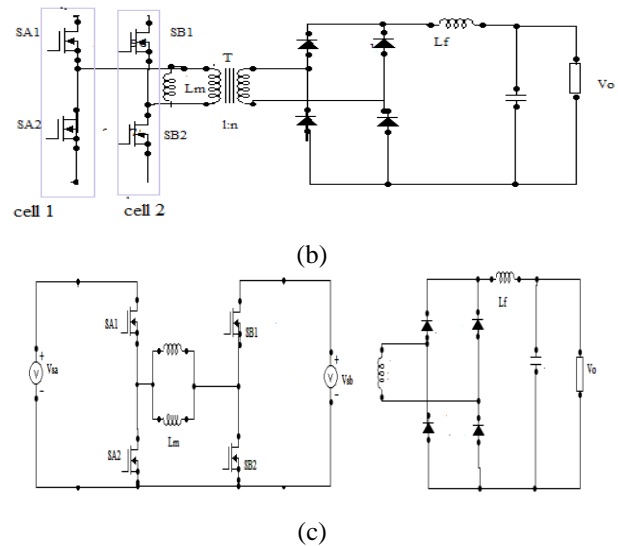 SA1
SB1
T
Lf
Vo
Lm
SA2
SB2
1:n
cell 1
cell 2
(b)
Lf
SA1
SB1
+
+
Vsa
V
V
Vsb
Vo
-
-
Lm
SA2
SB2
(c)